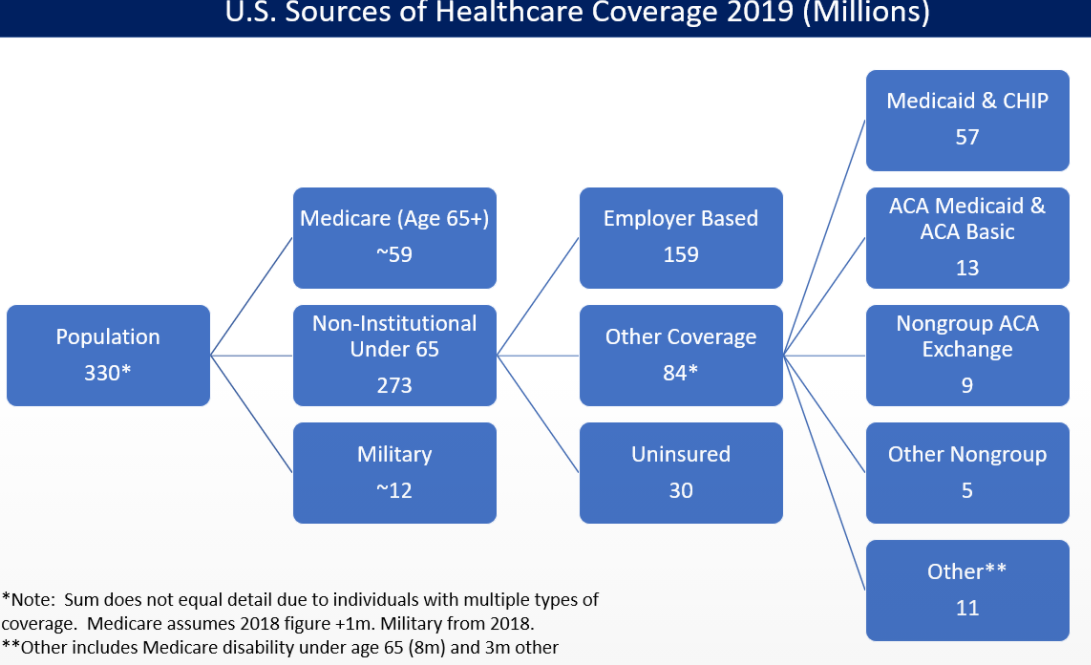 U.S. Sources of Healthcare Coverage 2019 (Millions)
Population
330*
Medicare (Age 65+)
~59
Non-Institutional
Under 65
273
Military
~12
Employer Based
159
Other Coverage
84*
Uninsured
30
Medicaid & CHIP
57
ACA Medicaid &
ACA Basic
13
Nongroup ACA
Exchange
9
Other Nongroup
5
Other**
11
*Note:  Sum does not equal detail due to individuals with multiple types of
coverage.  Medicare assumes 2018 figure +1m. Military from 2018.
**Other includes Medicare disability under age 65 (8m) and 3m other